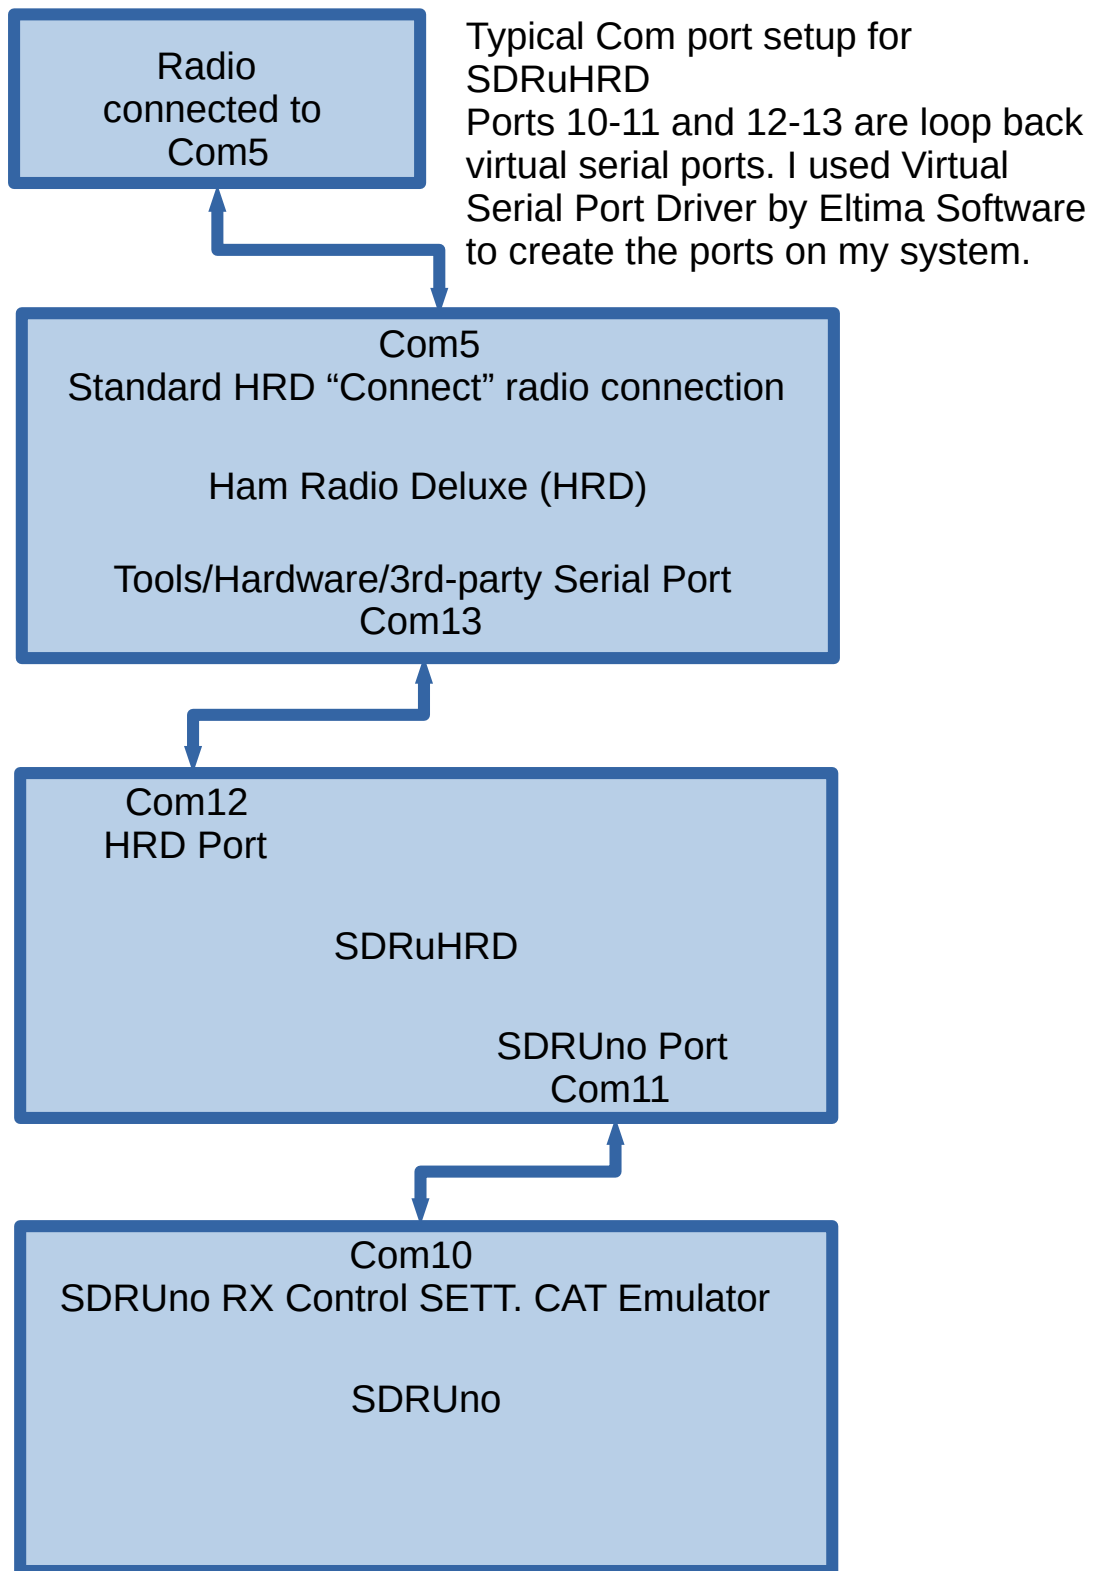 Radio
connected to
Com5
Typical Com port setup for
SDRuHRD
Ports 10-11 and 12-13 are loop back
virtual serial ports. I used Virtual
Serial Port Driver by Eltima Software
to create the ports on my system.
Com5
Standard HRD “Connect” radio connection
Ham Radio Deluxe (HRD)
Tools/Hardware/3rd-party Serial Port
Com13
Com12
HRD Port
SDRuHRD
SDRUno Port
Com11
Com10
SDRUno RX Control SETT. CAT Emulator
SDRUno